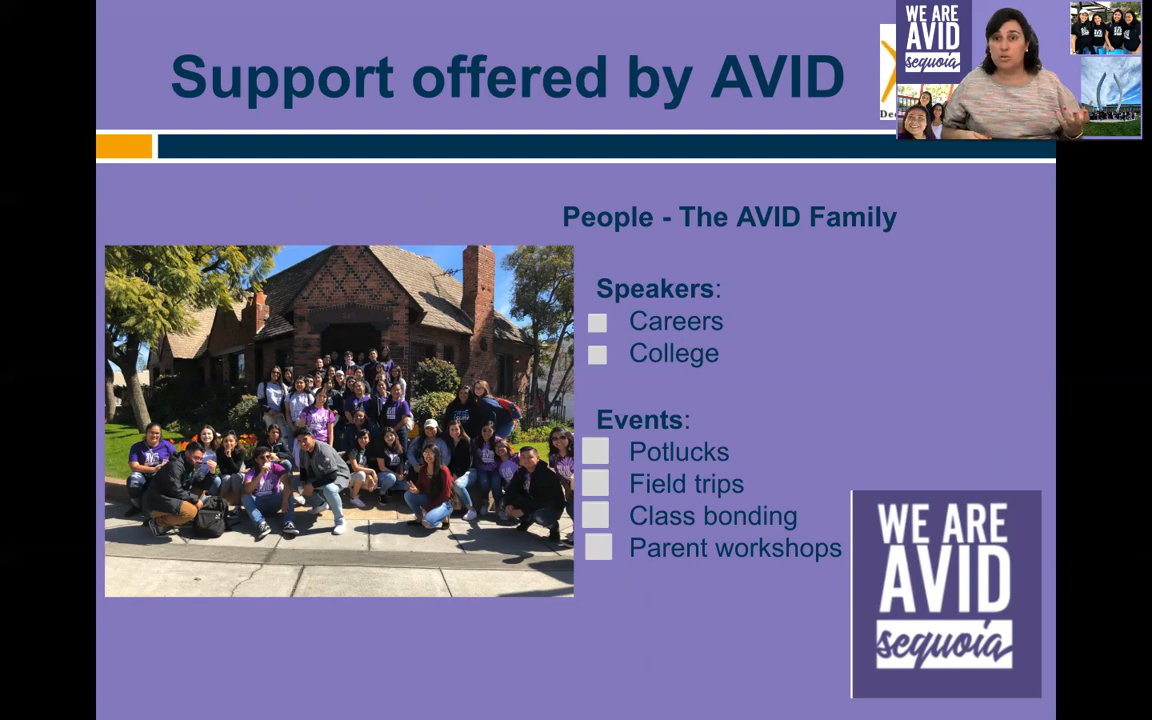 Support offered by AVID
WE ARE
AVID
sequoia
People - The AVID Family
Speakers:
Careers
College
Events:
Potlucks
Field trips
Class bonding
Parent workshops
WE ARE
AVID
sequoia